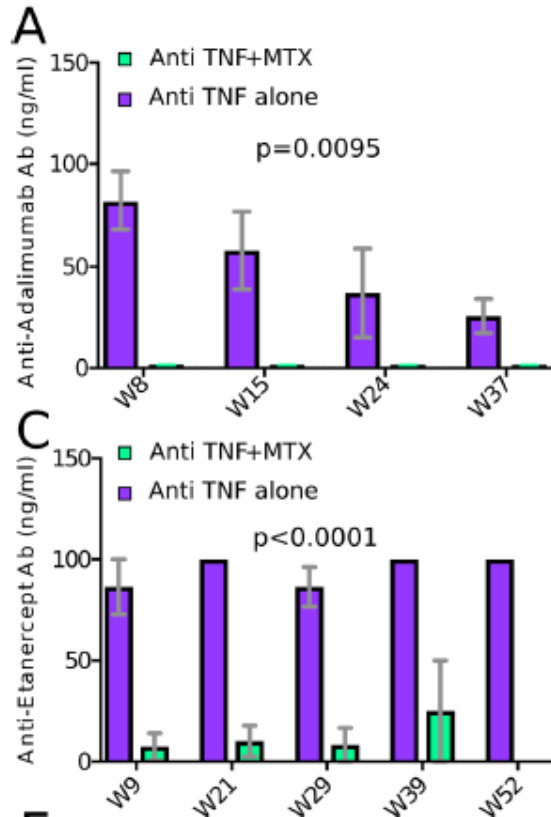 A
Anti-Adalimumab Ab (ng/ml)
150
100
50
0
Anti TNF+MTX
Anti TNF alone
p=0.0095
W8
W15
W24
W37
C
Anti-Etanercept Ab (ng/ml)
150
100
50
0
Anti TNF+MTX
Anti TNF alone
p<0.0001
W9
W21
W29
W39
W52